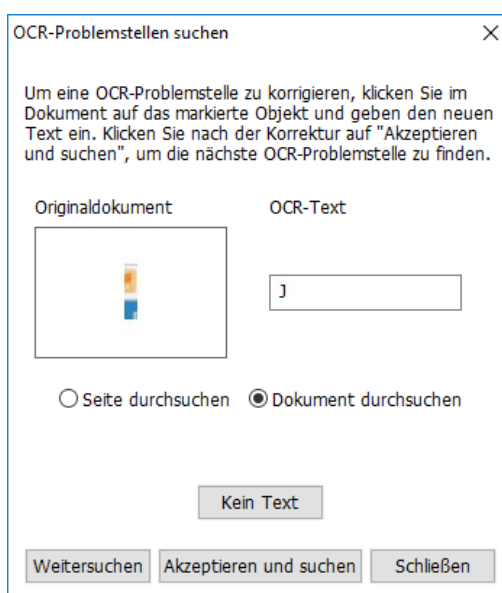 OCR-Problemstellen suchen
Um eine OCR-Problemstelle zu korrigieren, klicken Sie im
Dokument auf das markierte Objekt und geben den neuen
Text ein. Klicken Sie nach der Korrektur auf "Akzeptieren
und suchen", um die nächste OCR-Problemstelle zu finden.
Originaldokument OCR-Text
J
Seite durchsuchen Dokument durchsuchen
Kein Text
Weitersuchen Akzeptieren und suchen Schließen